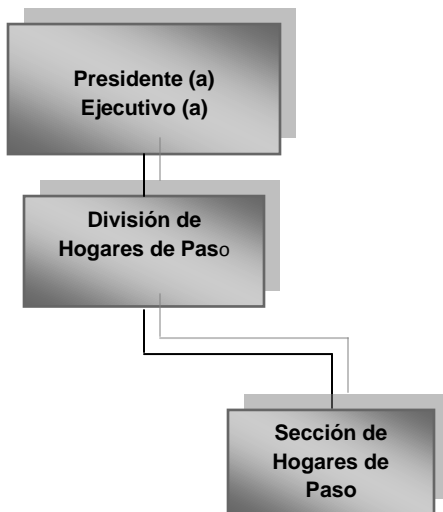 Presidente (a)
Ejecutivo (a)
División de
Hogares de Paso
Sección de
Hogares de
Paso